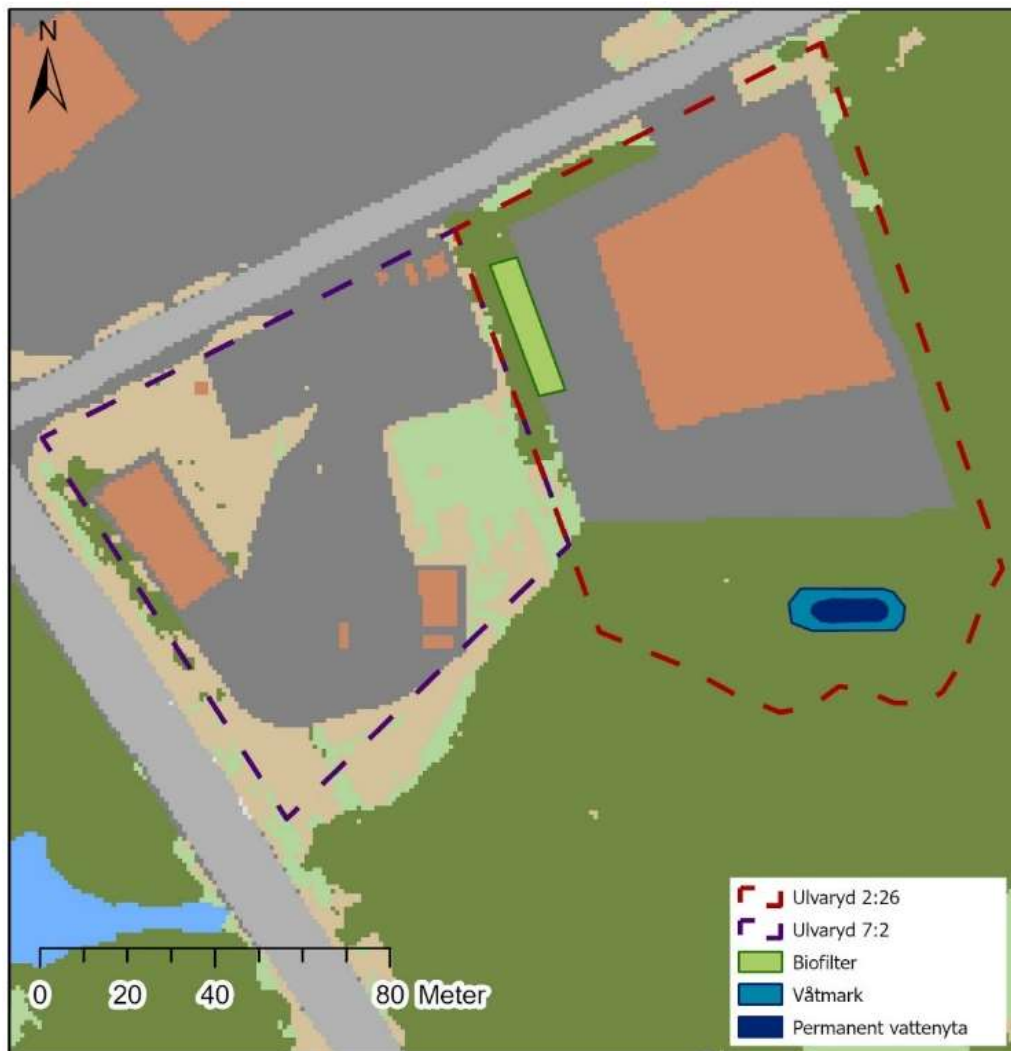 N
0 20 40 80 Meter
Ulvaryd 2:26
Ulvaryd 7:2
Biofilter
Våtmark
Permanent vattenyta